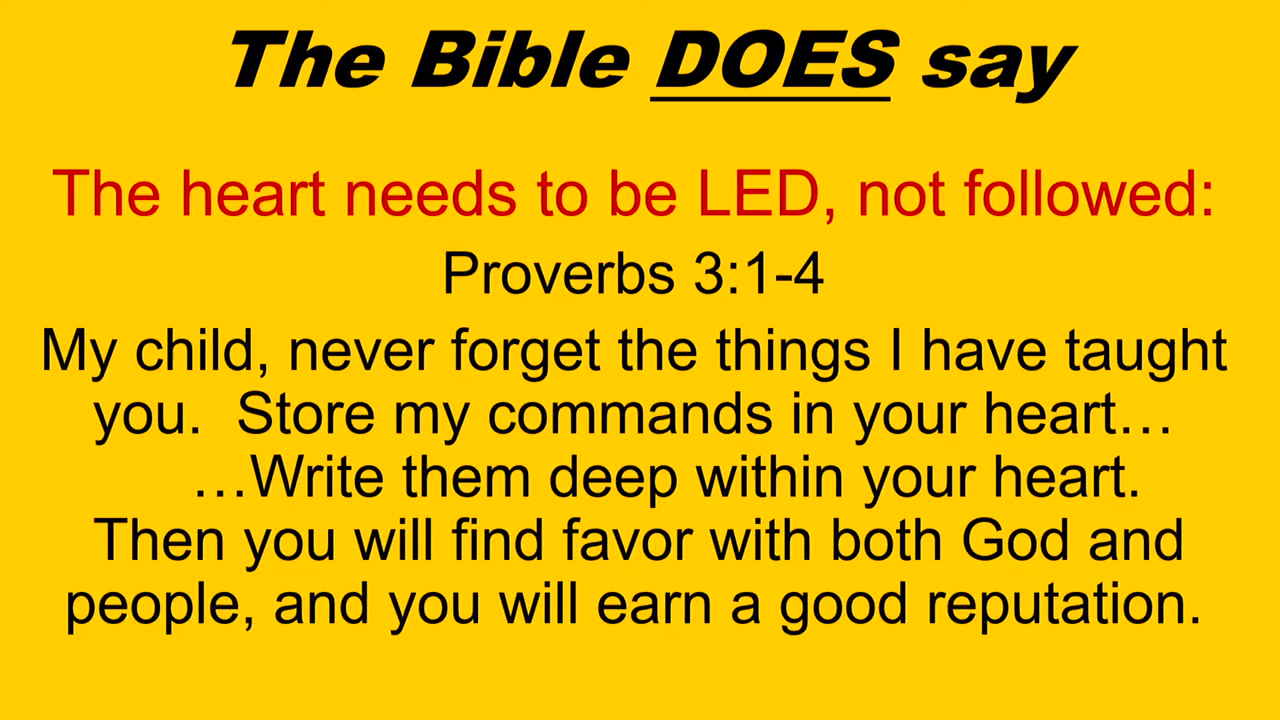 The Bible DOES say
The heart needs to be LED, not followed:
Proverbs 3:1-4
My child, never forget the things I have taught
you.  Store my commands in your heart…
…Write them deep within your heart.
Then you will find favor with both God and
people, and you will earn a good reputation.